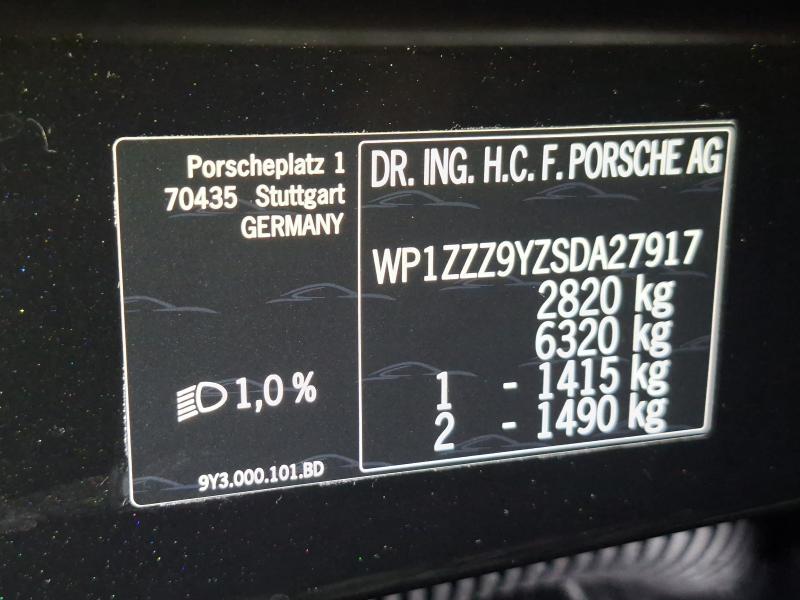 Porscheplatz 1
70435 Stuttgart
GERMANY
1,0 %
9Y3.000.101.BD
DR. ING. H.C. F. PORSCHE AG
WP1ZZZ9YZSDA27917
2820 kg
6320 kg
1 - 1415 kg
2 - 1490 kg